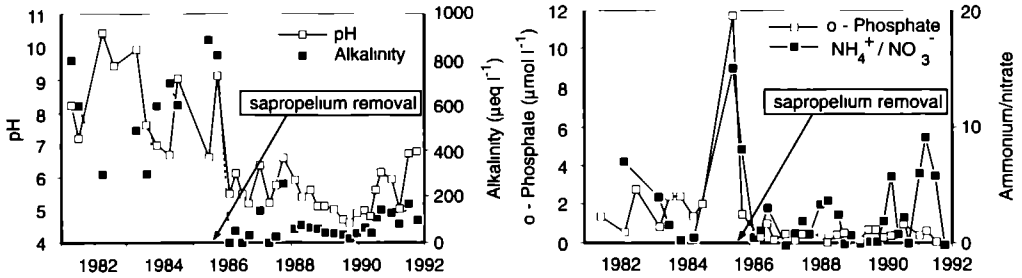 11
10
9
8
7
6
5
4
pH
pH
Alkalinity
sapropelium removal
1000
800
600
400
200
0
Alkalinity (µeq l⁻¹)
1982 1984 1986 1988 1990 1992
12
10
8
6
4
2
0
o - Phosphate (µmol l⁻¹)
o - Phosphate
NH₄⁺ / NO₃⁻
sapropelium removal
20
10
0
Ammonium/nitrate
1982 1984 1986 1988 1990 1992